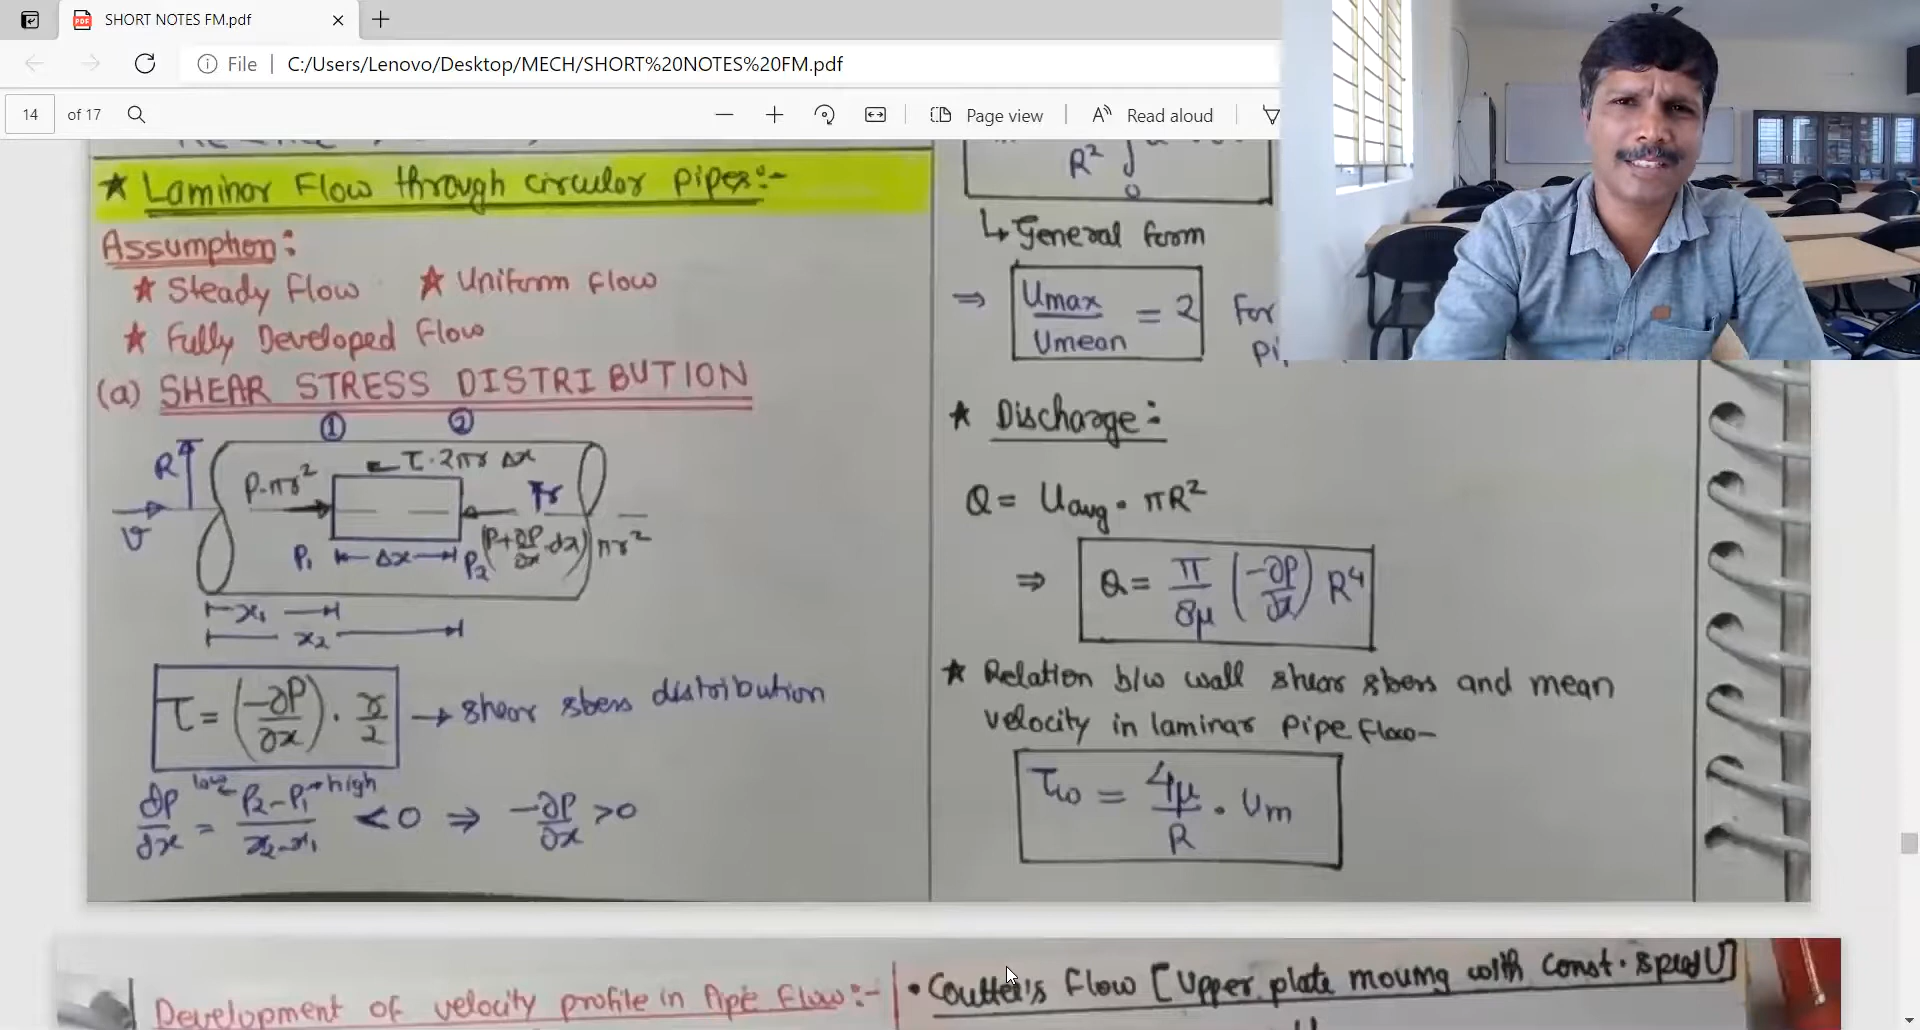 SHORT NOTES FM.pdf
File
C:/Users/Lenovo/Desktop/MECH/SHORT%20NOTES%20FM.pdf
14 of 17
Page view
Read aloud
★ Laminar Flow through circular pipes:-
Assumption:
★ Steady Flow ★ Uniform Flow
★ Fully Developed Flow
(a) SHEAR STRESS DISTRIBUTION
① ②
R
τ·2πr Δx
P·πr²
r
v
P₁ Δx P₂ (P+∂P/∂x·dx) πr²
x₁
x₂
τ = (-∂P/∂x) · r/2 → shear stress distribution
∂P/∂x = low P₂-P₁ → high / x₂-x₁ < 0 ⇒ -∂P/∂x > 0
R² ∫
0
↳ General form
⇒ Umax/Umean = 2 For
★ Discharge:
Q = Uavg · πR²
⇒ Q = π/8μ (-∂P/∂x) R⁴
★ Relation b/w wall shear stress and mean
velocity in laminar pipe flow-
τω = 4μ/R · Um
Development of velocity profile in Pipe Flow:-
• Couttee's Flow [Upper plate moving with const. speed U]